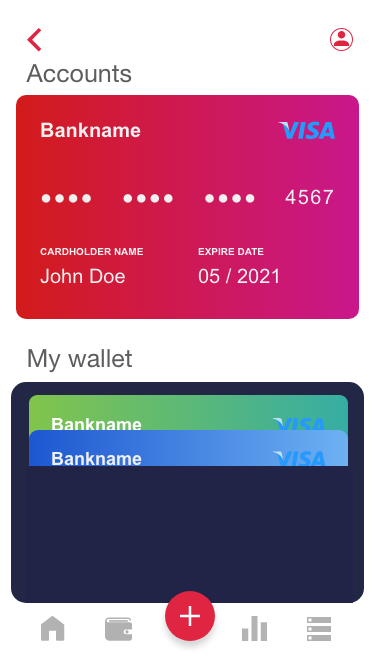 Accounts
Bankname VISA
•••• •••• •••• 4567
CARDHOLDER NAME EXPIRE DATE
John Doe 05 / 2021
My wallet
Bankname VISA
Bankname VISA